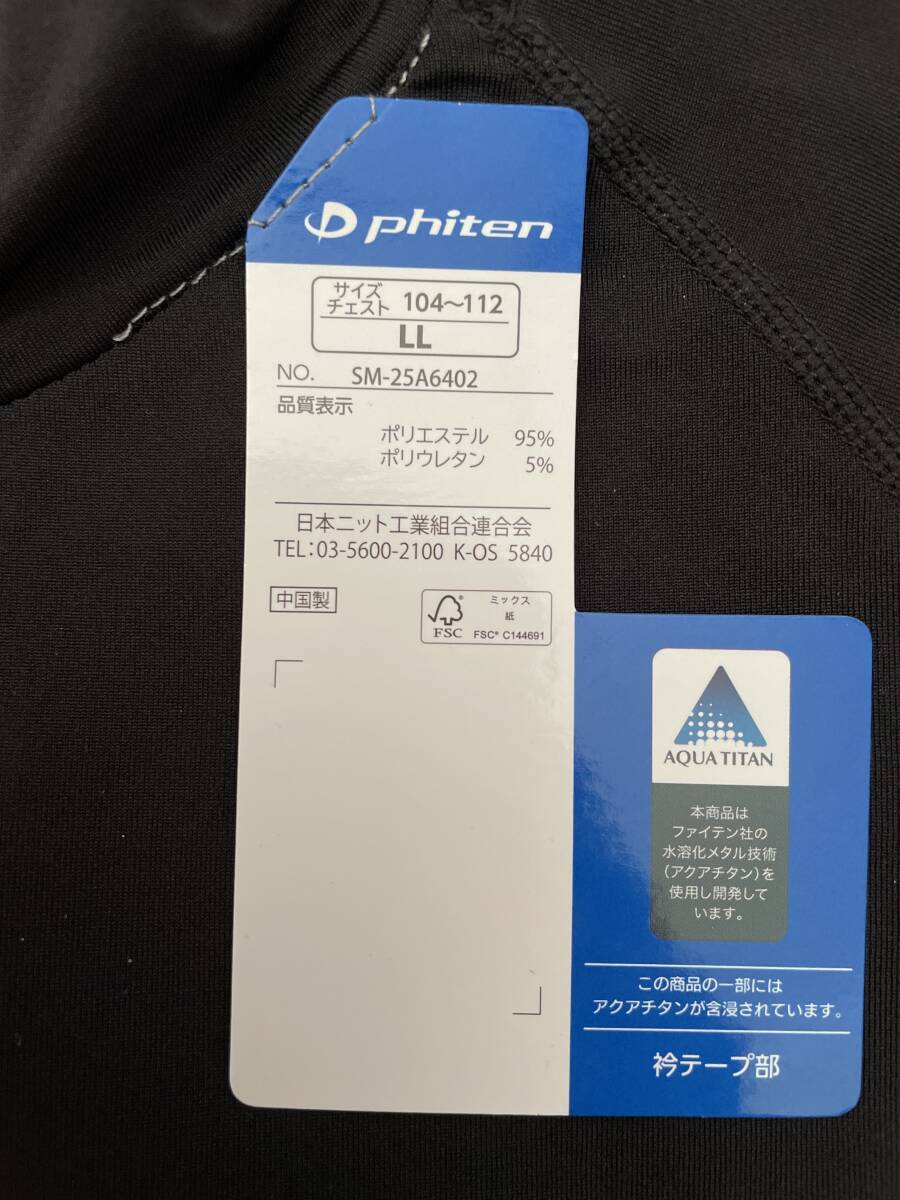 phiten
サイズ
チェスト 104～112
LL
NO. SM-25A6402
品質表示
ポリエステル 95%
ポリウレタン 5%
日本ニット工業組合連合会
TEL：03-5600-2100 K-OS 5840
中国製
ミックス
紙
FSC® C144691
FSC
AQUA TITAN
本商品は
ファイテン社の
水溶化メタル技術
（アクアチタン）を
使用し開発して
います。
この商品の一部には
アクアチタンが含浸されています。
衿テープ部